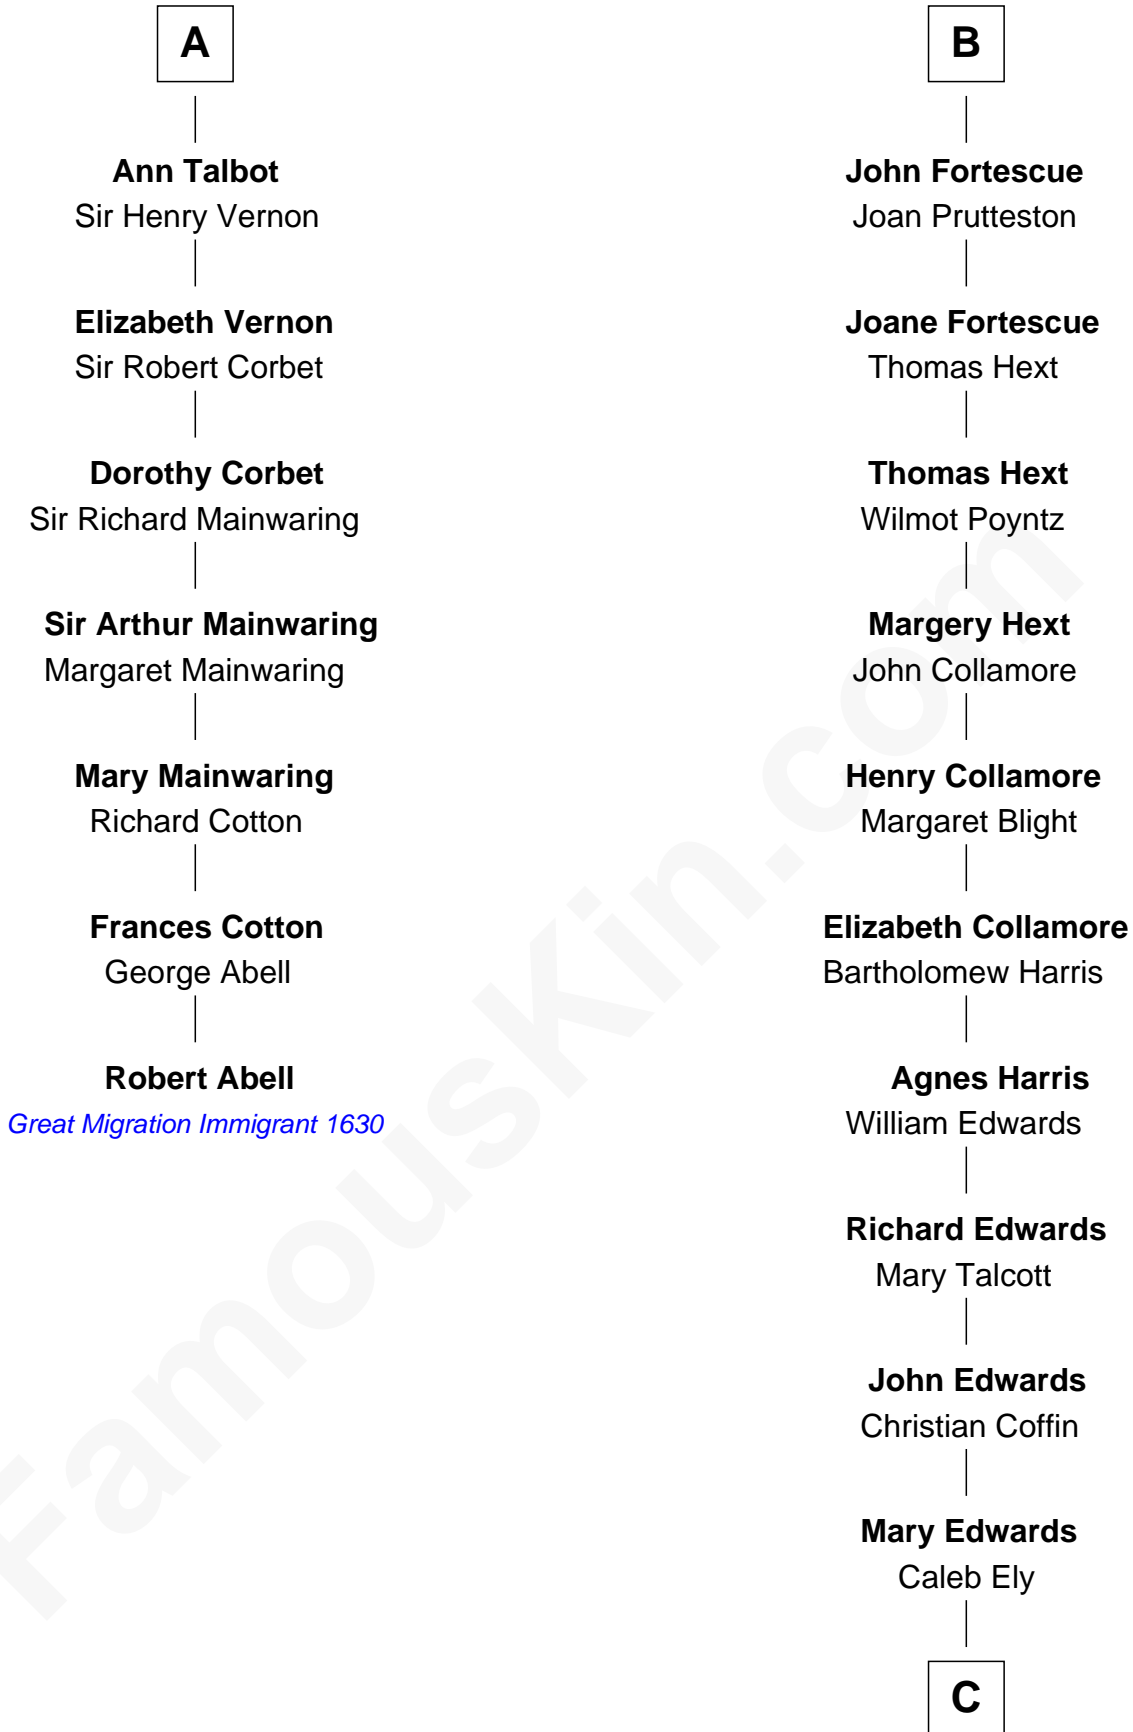 A
Ann Talbot
Sir Henry Vernon
Elizabeth Vernon
Sir Robert Corbet
Dorothy Corbet
Sir Richard Mainwaring
Sir Arthur Mainwaring
Margaret Mainwaring
Mary Mainwaring
Richard Cotton
Frances Cotton
George Abell
Robert Abell
Great Migration Immigrant 1630
B
John Fortescue
Joan Prutteston
Joane Fortescue
Thomas Hext
Thomas Hext
Wilmot Poyntz
Margery Hext
John Collamore
Henry Collamore
Margaret Blight
Elizabeth Collamore
Bartholomew Harris
Agnes Harris
William Edwards
Richard Edwards
Mary Talcott
John Edwards
Christian Coffin
Mary Edwards
Caleb Ely
C
FamousKin.com